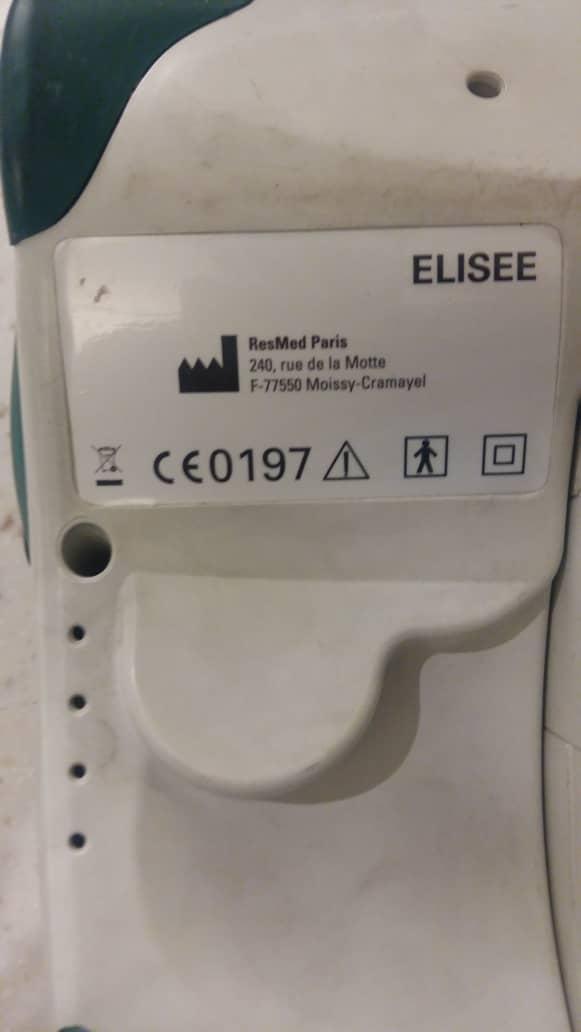 ELISEE
ResMed Paris
240, rue de la Motte
F-77550 Moissy-Cramayel
CE0197